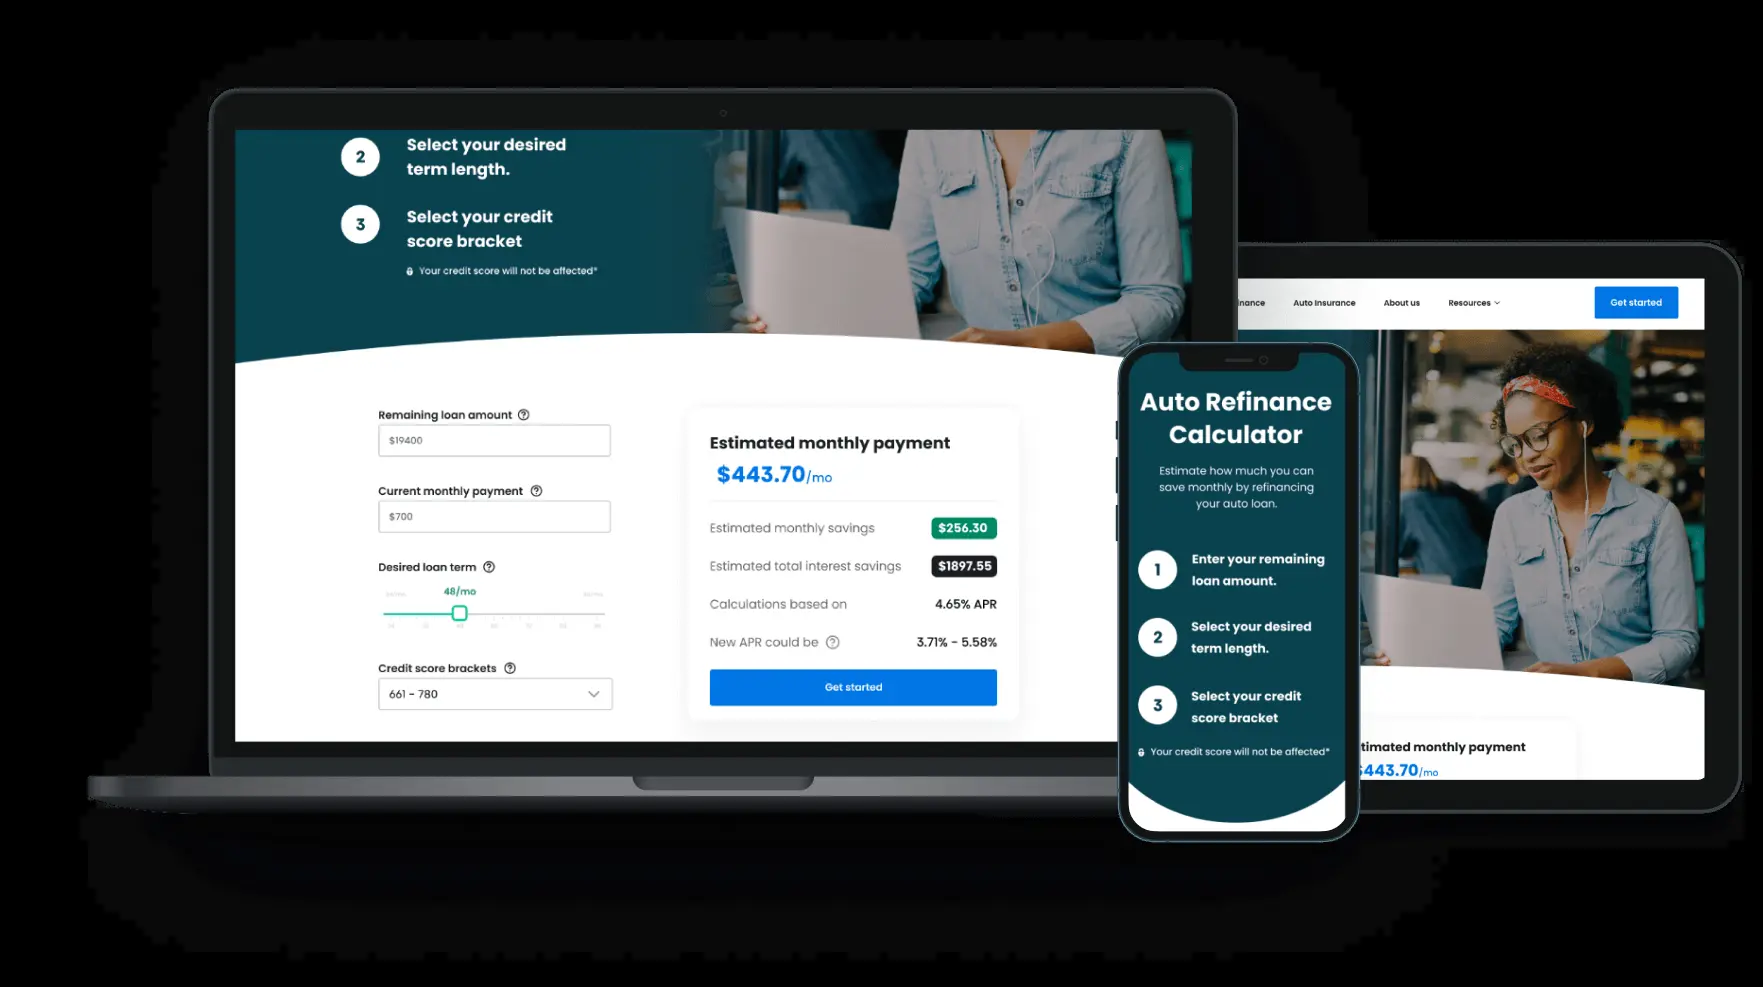 2
Select your desired
term length.
3
Select your credit
score bracket
Your credit score will not be affected*
Remaining loan amount
$19400
Current monthly payment
$700
Desired loan term
48/mo
Credit score brackets
661 - 780
Estimated monthly payment
$443.70/mo
Estimated monthly savings
$256.30
Estimated total interest savings
$1897.55
Calculations based on
4.65% APR
New APR could be
3.71% - 5.58%
Get started
Auto Refinance
Calculator
Estimate how much you can
save monthly by refinancing
your auto loan.
1
Enter your remaining
loan amount.
2
Select your desired
term length.
3
Select your credit
score bracket
Your credit score will not be affected*
inance
Auto Insurance
About us
Resources
Get started
timated monthly payment
$443.70/mo